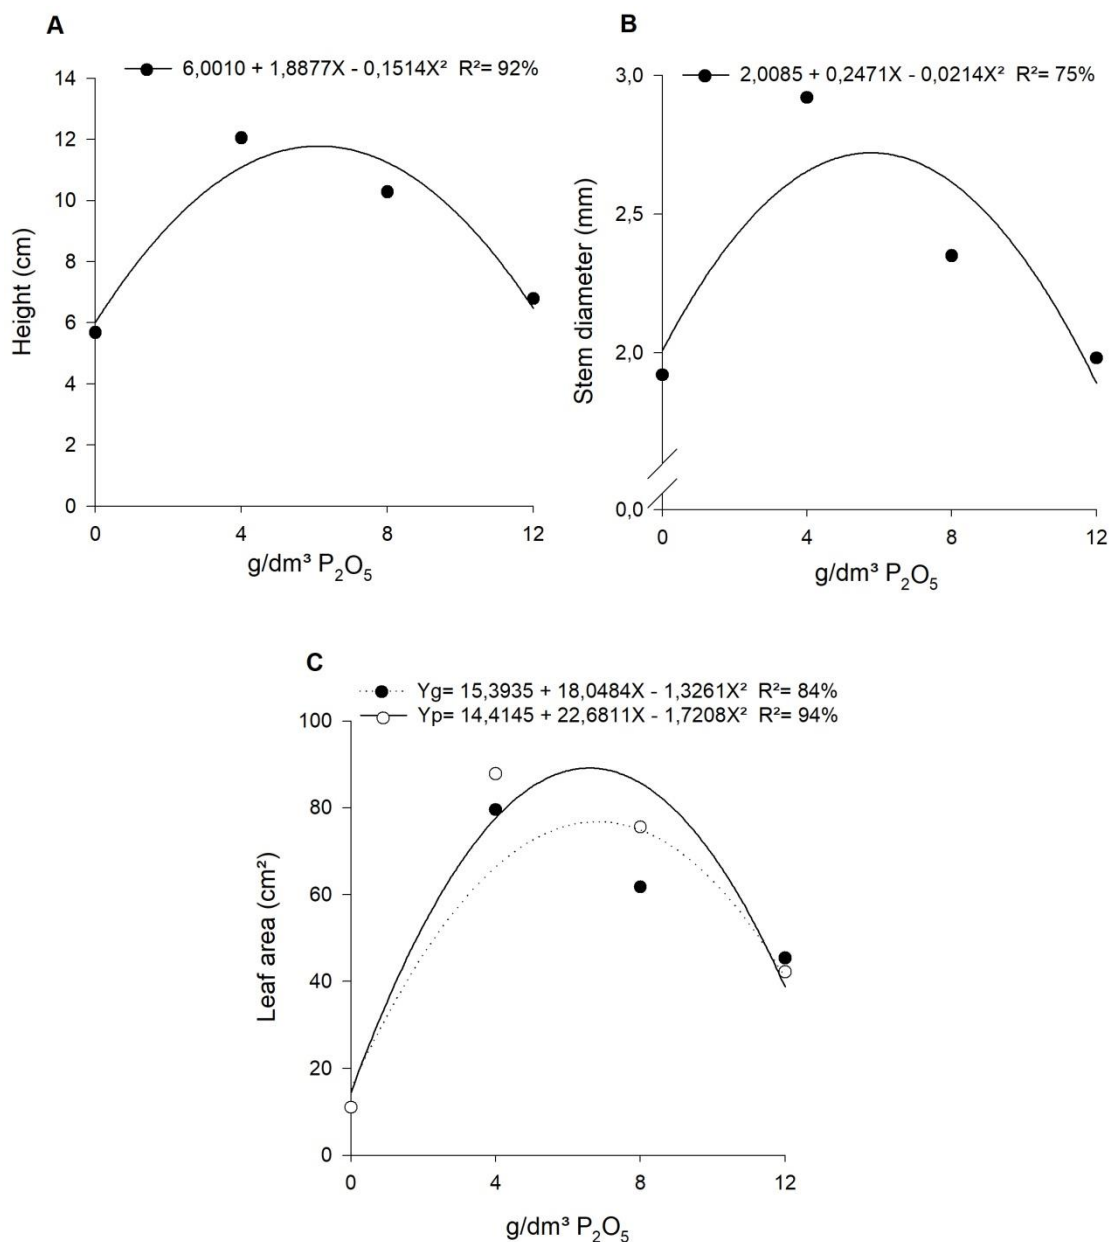 A
6,0010 + 1,8877X - 0,1514X² R²= 92%
14
12
10
8
6
4
2
0
Height (cm)
0 4 8 12
g/dm³ P₂O₅
B
2,0085 + 0,2471X - 0,0214X² R²= 75%
3,0
2,5
2,0
0,0
Stem diameter (mm)
0 4 8 12
g/dm³ P₂O₅
C
Yg= 15,3935 + 18,0484X - 1,3261X² R²= 84%
Yp= 14,4145 + 22,6811X - 1,7208X² R²= 94%
100
80
60
40
20
0
Leaf area (cm²)
0 4 8 12
g/dm³ P₂O₅